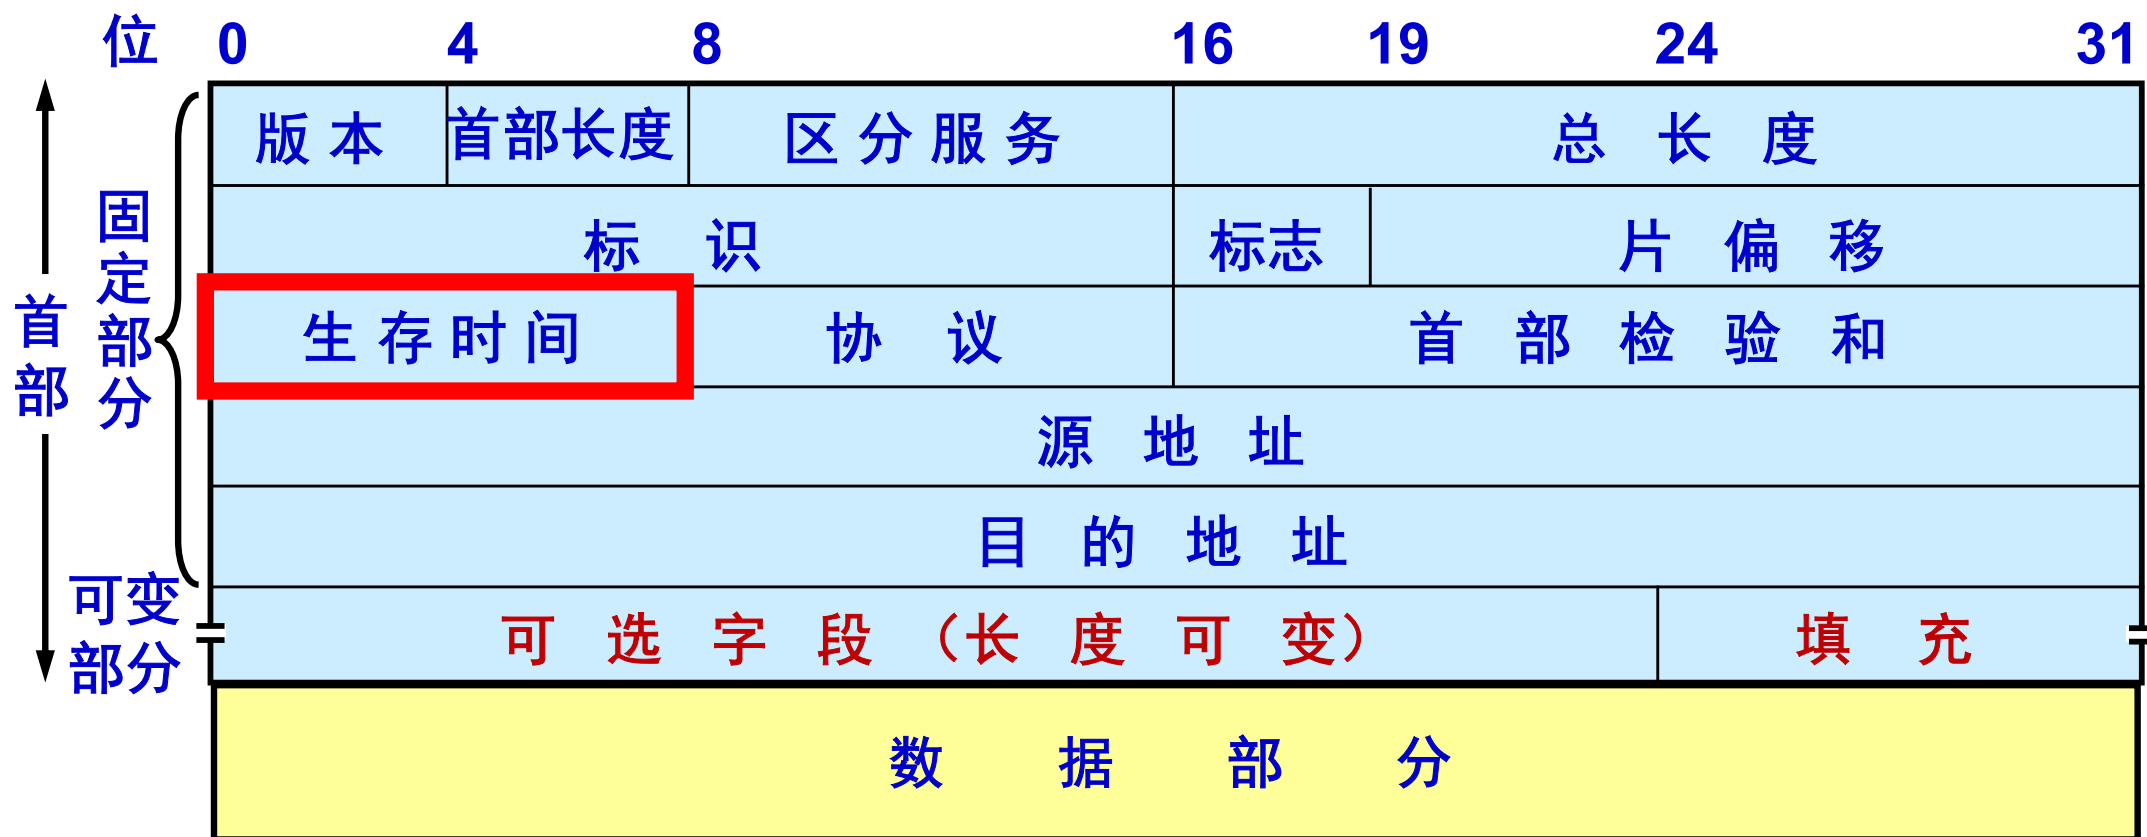 位 0 4 8 16 19 24 31
版本 首部长度 区分服务 总长度
标识 标志 片偏移
生存时间 协议 首部检验和
源地址
目的地址
可选字段（长度可变） 填充
数据部分
首部
固定部分
可变
部分